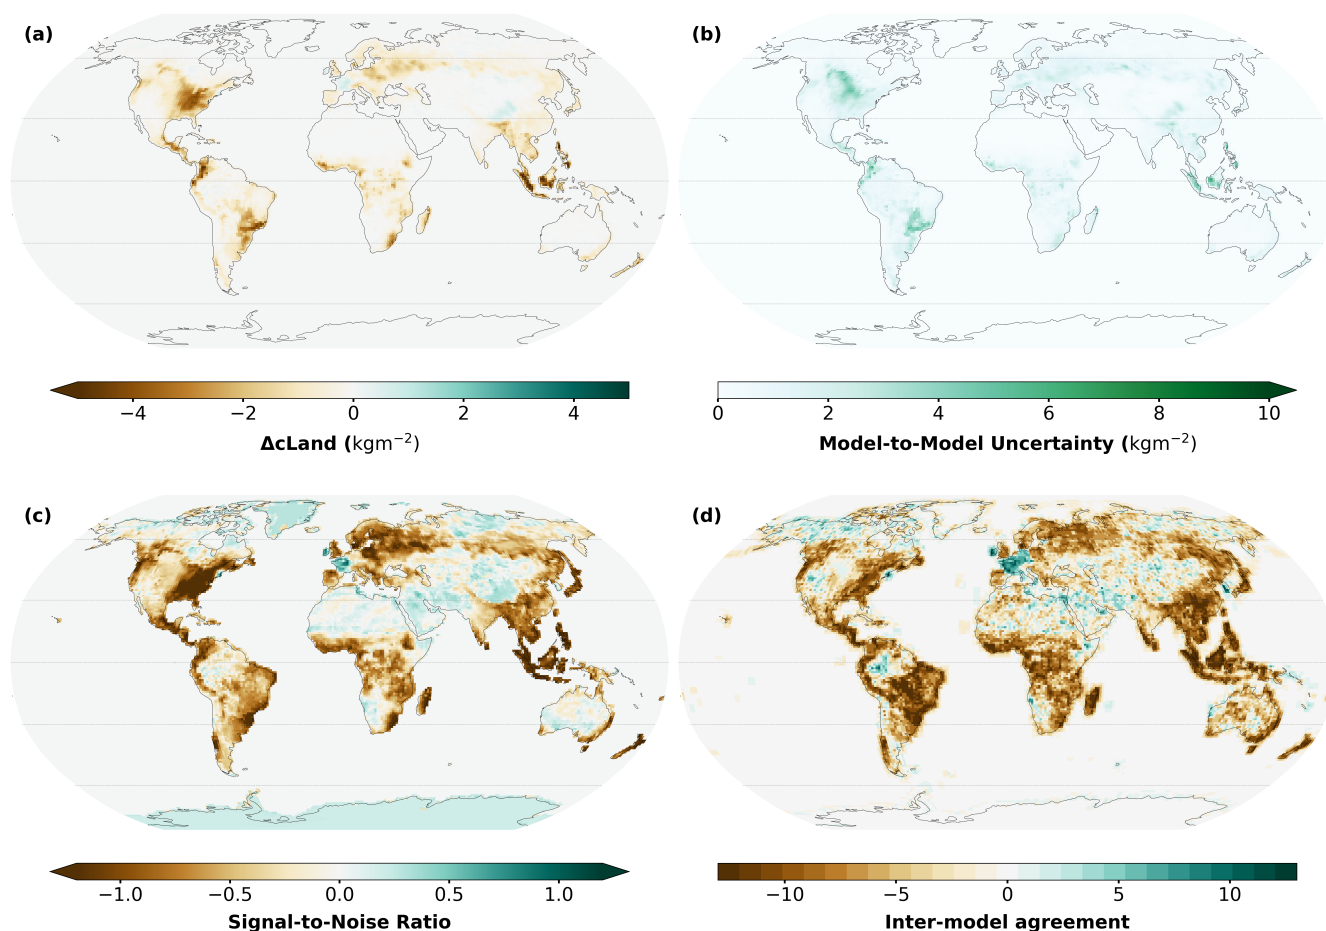 (a)
(b)
−4 −2 0 2 4
ΔcLand (kgm−2)
0 2 4 6 8 10
Model-to-Model Uncertainty (kgm−2)
(c)
(d)
−1.0 −0.5 0.0 0.5 1.0
Signal-to-Noise Ratio
−10 −5 0 5 10
Inter-model agreement